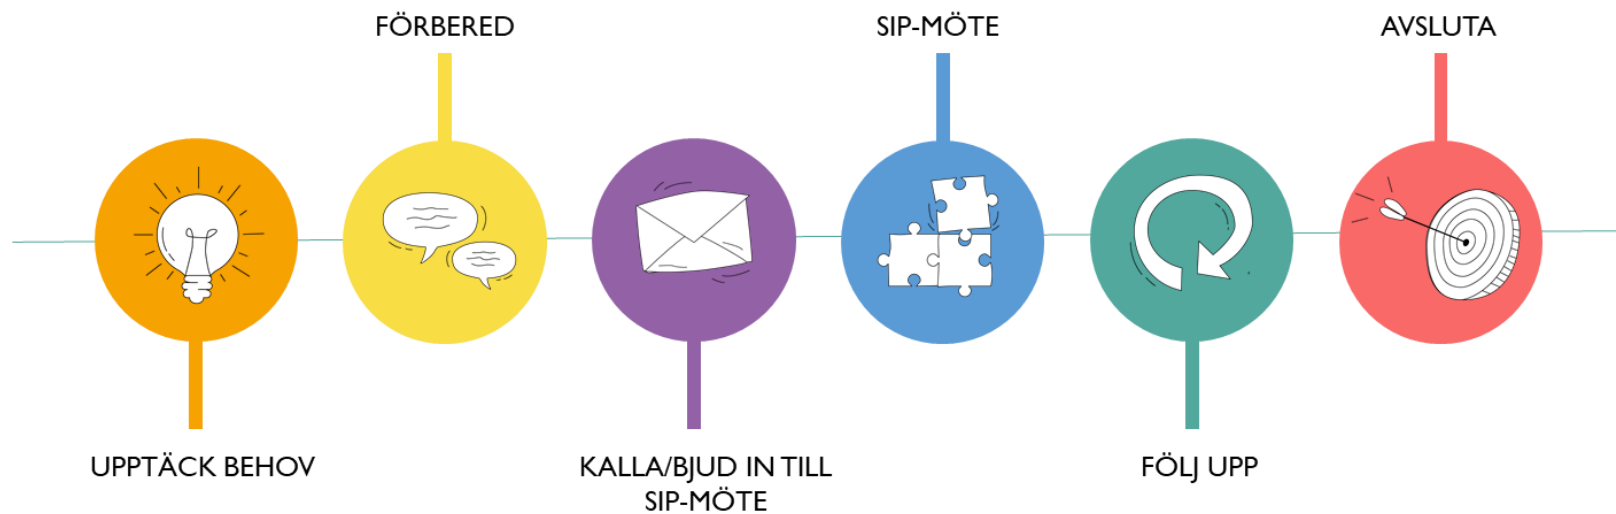 FÖRBERED
SIP-MÖTE
AVSLUTA
UPPTÄCK BEHOV
KALLA/BJUD IN TILL
SIP-MÖTE
FÖLJ UPP